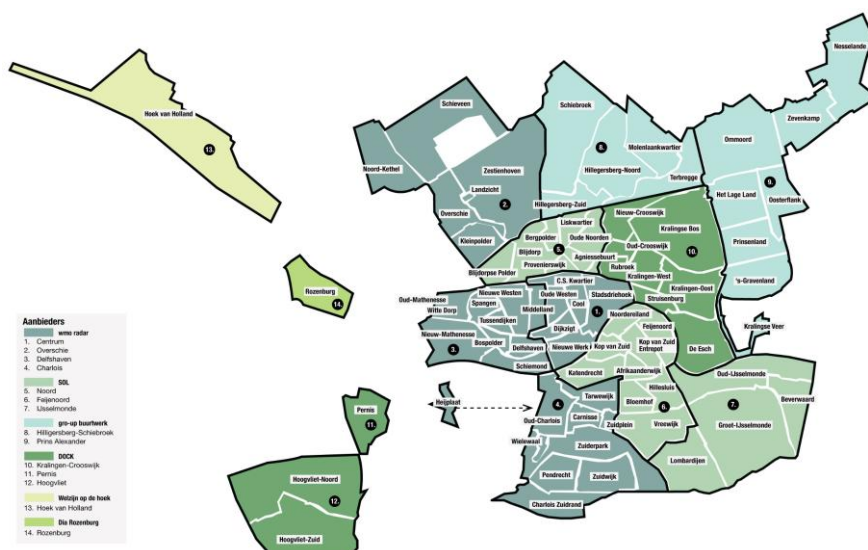 Nesselande
Schieveen
Schiebroek
Zevenkamp
Hoek van Holland
Ommoord
13.
8.
Molenlaankwartier
Noord-Kethel
Zestienhoven
Hillegersberg-Noord
Terbregge
9.
Landzicht
2.
Het Lage Land
Oosterflank
Overschie
Hillegersberg-Zuid
Nieuw-Crooswijk
Liskwartier
Kralingse Bos
Kleinpolder
Bergpolder
Oude Noorden
Prinsenland
5.
Oud-Crooswijk
10.
Blijdorp
Agniesebuurt
Provenierswijk
Rubroek
Blijdorpse Polder
Kralingen-West
's-Gravenland
C.S. Kwartier
Kralingen-Oost
Rozenburg
Nieuwe Westen
Oude Westen
Stadsdriehoek
Struisenburg
Oud-Mathenesse
Spangen
14.
Witte Dorp
Middelland
Cool
1.
Tussendijken
Noordereiland
Nieuw-Mathenesse
Dijkzigt
Feijenoord
Kralingse Veer
Bospolder
Delfshaven
Nieuwe Werk
Kop van Zuid
Kop van Zuid
Entrepot
De Esch
3.
Schiemond
Katendrecht
Afrikaanderwijk
Oud-IJsselmonde
Hillesluis
Heijplaat
Tarwewijk
Bloemhof
Beverwaard
4.
6.
7.
Pernis
Oud-Charlois
Carnisse
Groot-IJsselmonde
11.
Zuidplein
Vreewijk
Wielewaal
Zuiderpark
Lombardijen
Hoogvliet-Noord
Pendrecht
Zuidwijk
12.
Charlois Zuidrand
Hoogvliet-Zuid
Aanbieders
wmo radar
1. Centrum
2. Overschie
3. Delfshaven
4. Charlois
SOL
5. Noord
6. Feijenoord
7. IJsselmonde
gro-up buurtwerk
8. Hilligersberg-Schiebroek
9. Prins Alexander
DOCK
10. Kralingen-Crooswijk
11. Pernis
12. Hoogvliet
Welzijn op de hoek
13. Hoek van Holland
Dia Rozenburg
14. Rozenburg